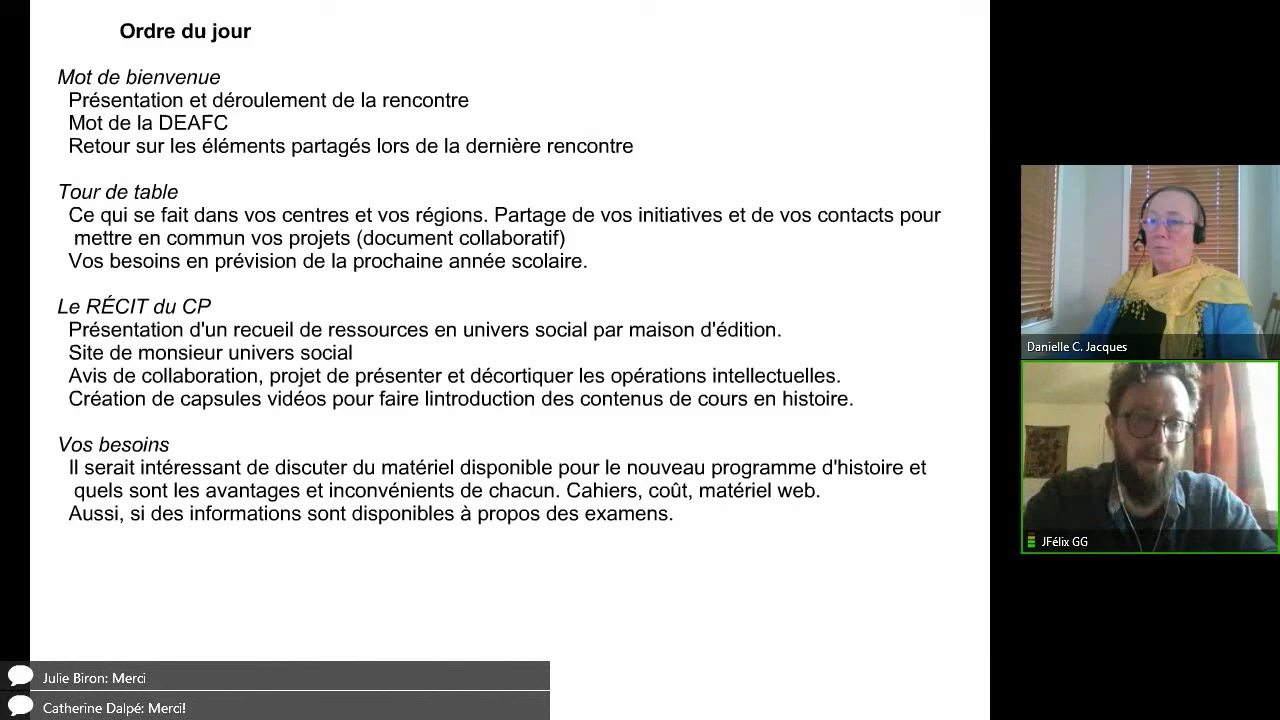 Ordre du jour
Mot de bienvenue
Présentation et déroulement de la rencontre
Mot de la DEAFC
Retour sur les éléments partagés lors de la dernière rencontre
Tour de table
Ce qui se fait dans vos centres et vos régions. Partage de vos initiatives et de vos contacts pour
mettre en commun vos projets (document collaboratif)
Vos besoins en prévision de la prochaine année scolaire.
Le RÉCIT du CP
Présentation d'un recueil de ressources en univers social par maison d'édition.
Site de monsieur univers social
Avis de collaboration, projet de présenter et décortiquer les opérations intellectuelles.
Création de capsules vidéos pour faire lintroduction des contenus de cours en histoire.
Vos besoins
Il serait intéressant de discuter du matériel disponible pour le nouveau programme d'histoire et
quels sont les avantages et inconvénients de chacun. Cahiers, coût, matériel web.
Aussi, si des informations sont disponibles à propos des examens.
Danielle C. Jacques
JFélix GG
Julie Biron: Merci
Catherine Dalpé: Merci!